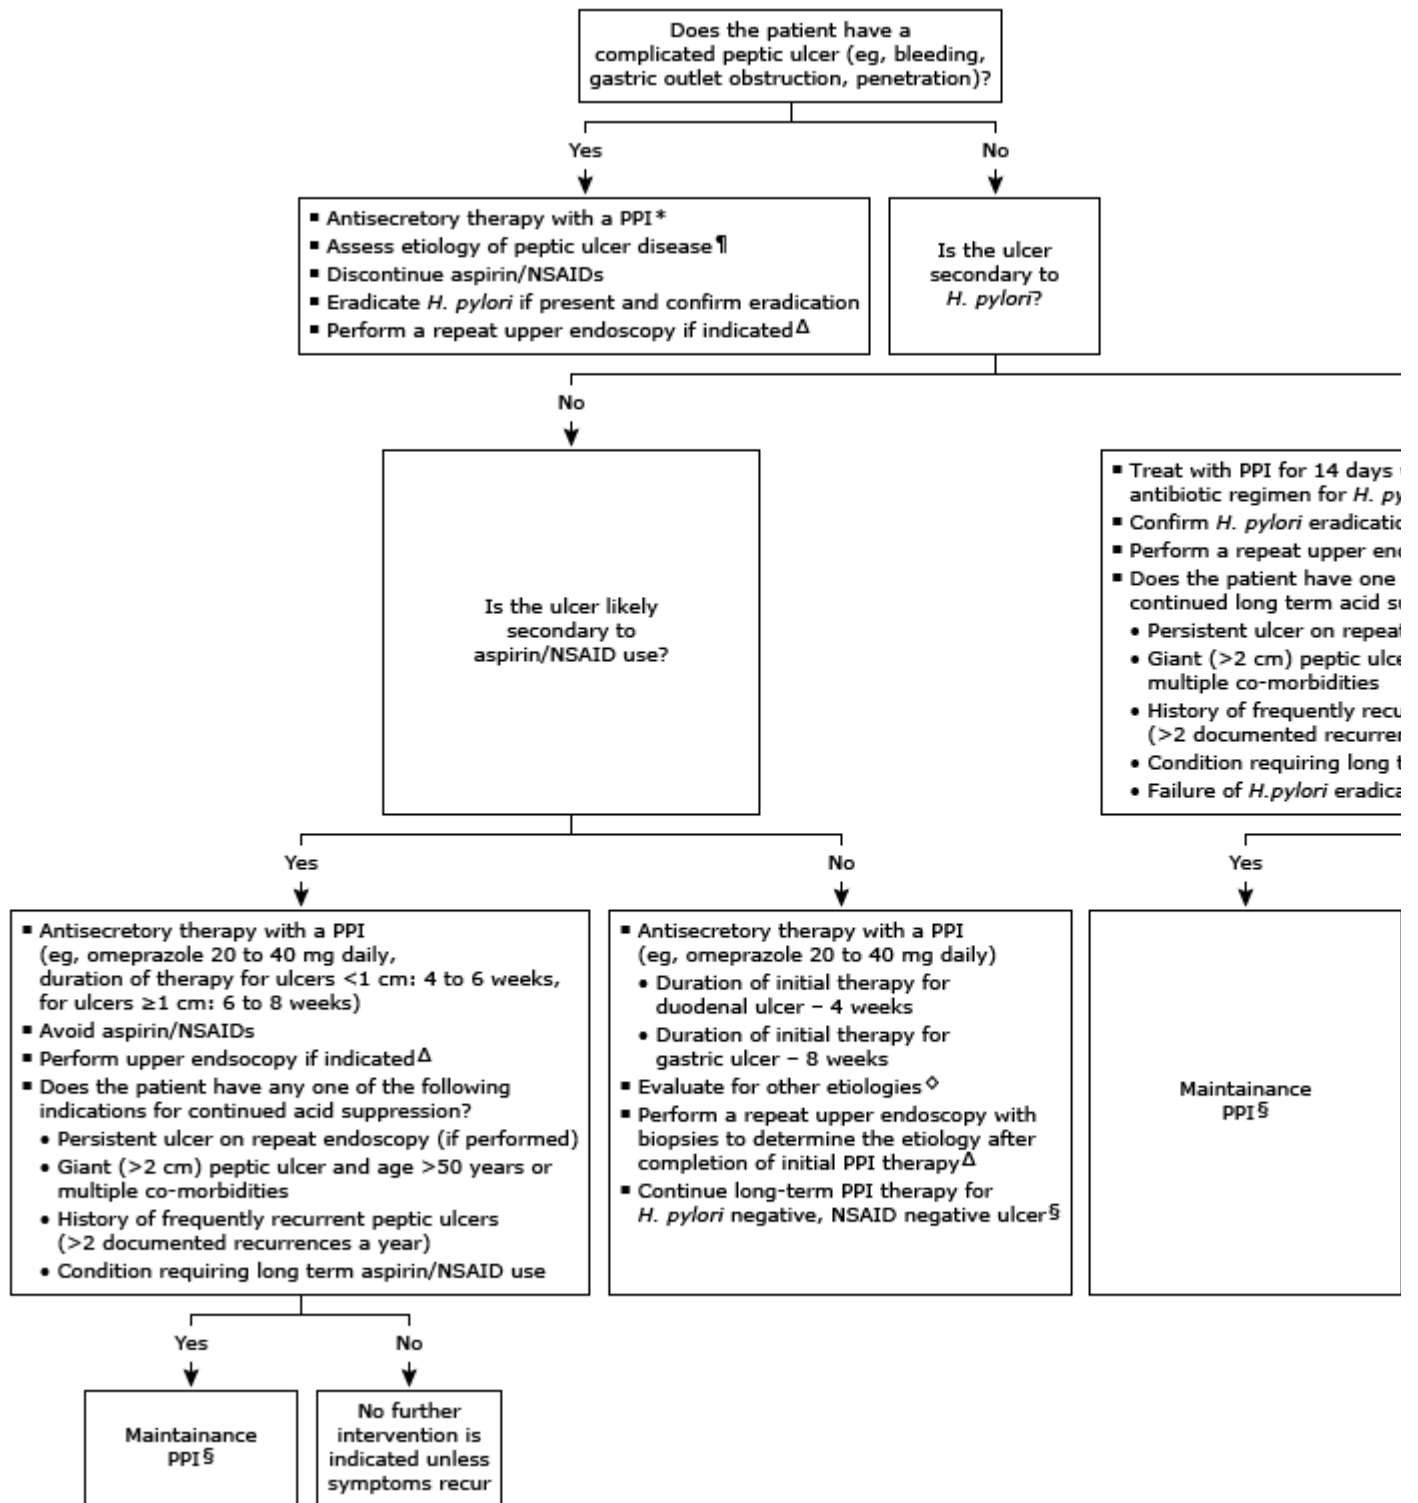 Does the patient have a
complicated peptic ulcer (eg, bleeding,
gastric outlet obstruction, penetration)?
Yes
No
■ Antisecretory therapy with a PPI*
■ Assess etiology of peptic ulcer disease¶
■ Discontinue aspirin/NSAIDs
■ Eradicate H. pylori if present and confirm eradication
■ Perform a repeat upper endoscopy if indicatedΔ
Is the ulcer
secondary to
H. pylori?
No
Is the ulcer likely
secondary to
aspirin/NSAID use?
■ Treat with PPI for 14 days
antibiotic regimen for H.
■ Confirm H. pylori
■ Perform a repeat upper
■ Does the patient have one
continued long term acid
• Persistent ulcer on
• Giant (>2 cm) peptic
multiple co-morbidities
• History of frequently
(>2 documented
• Condition requiring long
• Failure of H.pylori
Yes
No
Yes
■ Antisecretory therapy with a PPI
(eg, omeprazole 20 to 40 mg daily,
duration of therapy for ulcers <1 cm: 4 to 6 weeks,
for ulcers ≥1 cm: 6 to 8 weeks)
■ Avoid aspirin/NSAIDs
■ Perform upper endsocopy if indicatedΔ
■ Does the patient have any one of the following
indications for continued acid suppression?
• Persistent ulcer on repeat endoscopy (if performed)
• Giant (>2 cm) peptic ulcer and age >50 years or
multiple co-morbidities
• History of frequently recurrent peptic ulcers
(>2 documented recurrences a year)
• Condition requiring long term aspirin/NSAID use
■ Antisecretory therapy with a PPI
(eg, omeprazole 20 to 40 mg daily)
• Duration of initial therapy for
duodenal ulcer – 4 weeks
• Duration of initial therapy for
gastric ulcer – 8 weeks
■ Evaluate for other etiologies◇
■ Perform a repeat upper endoscopy with
biopsies to determine the etiology after
completion of initial PPI therapyΔ
■ Continue long-term PPI therapy for
H. pylori negative, NSAID negative ulcer§
Maintainance
PPI§
Yes
No
Maintainance
PPI§
No further
intervention is
indicated unless
symptoms recur